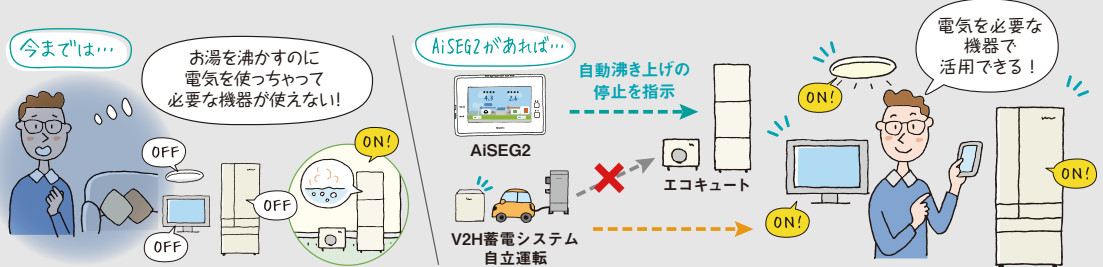 今までは…
お湯を沸かすのに
電気を使っちゃって
必要な機器が使えない!
OFF
OFF
OFF
ON!
AiSEG2があれば…
自動沸き上げの
停止を指示
AiSEG2
エコキュート
V2H蓄電システム
自立運転
電気を必要な
機器で
活用できる!
ON!
ON!
ON!